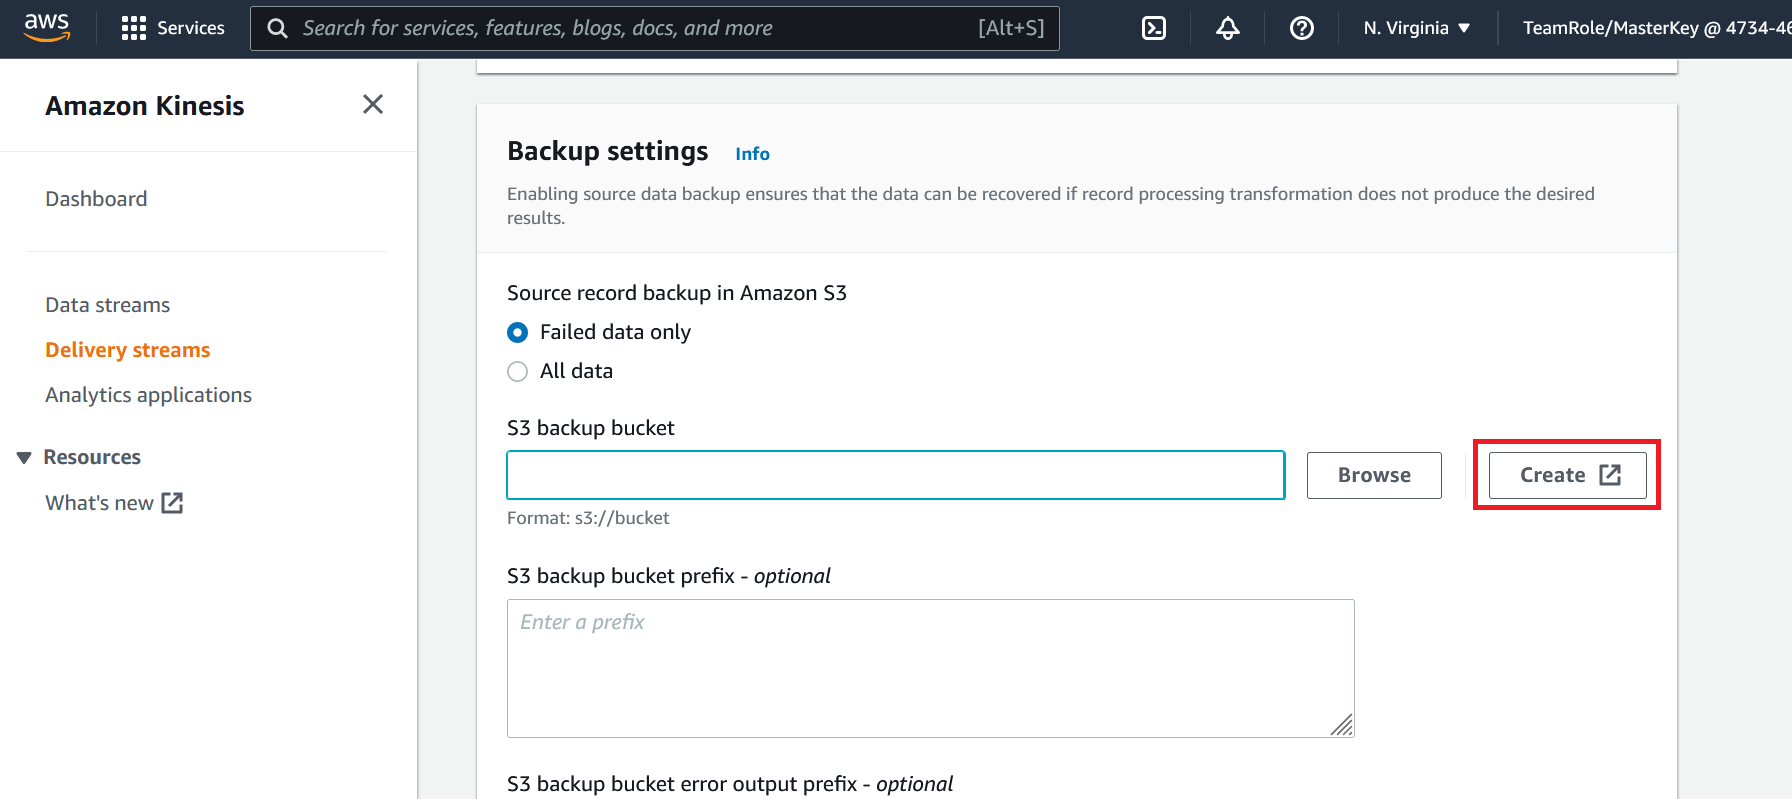 aws
Services
Search for services, features, blogs, docs, and more
[Alt+S]
N. Virginia
TeamRole/MasterKey @ 4734-46
Amazon Kinesis
Dashboard
Data streams
Delivery streams
Analytics applications
Resources
What's new
Backup settings
Info
Enabling source data backup ensures that the data can be recovered if record processing transformation does not produce the desired
results.
Source record backup in Amazon S3
Failed data only
All data
S3 backup bucket
Browse
Create
Format: s3://bucket
S3 backup bucket prefix - optional
Enter a prefix
S3 backup bucket error output prefix - optional